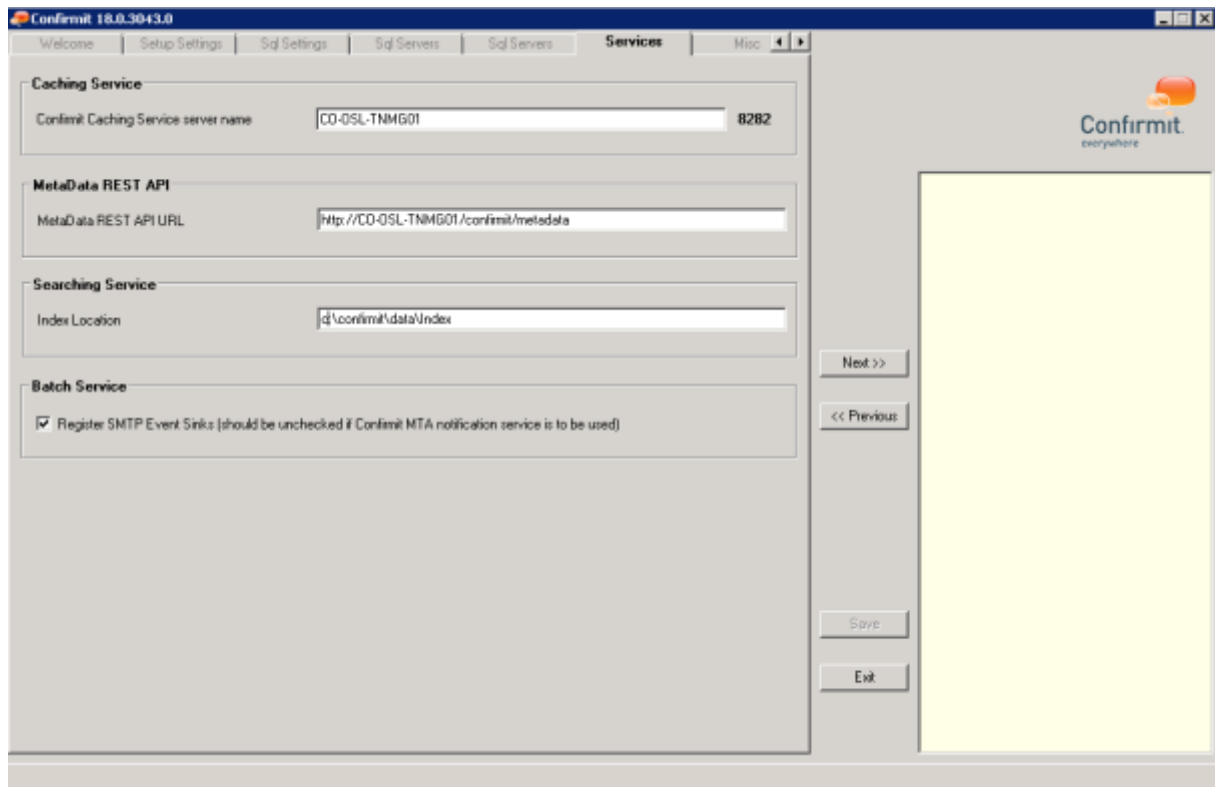 Confirmit 18.0.3043.0
Welcome Setup Settings Sql Settings Sql Servers Sql Servers Services Misc
Caching Service
Confirmit Caching Service server name CO-OSL-TNMG01 8282
Confirmit.
everywhere
MetaData REST API
MetaData REST API URL http://CO-OSL-TNMG01/confirmit/metadata
Searching Service
Index Location c:\confirmit\data\Index
Next >>
Batch Service
<< Previous
Register SMTP Event Sinks (should be unchecked if Confirmit MTA notification service is to be used)
Save
Exit